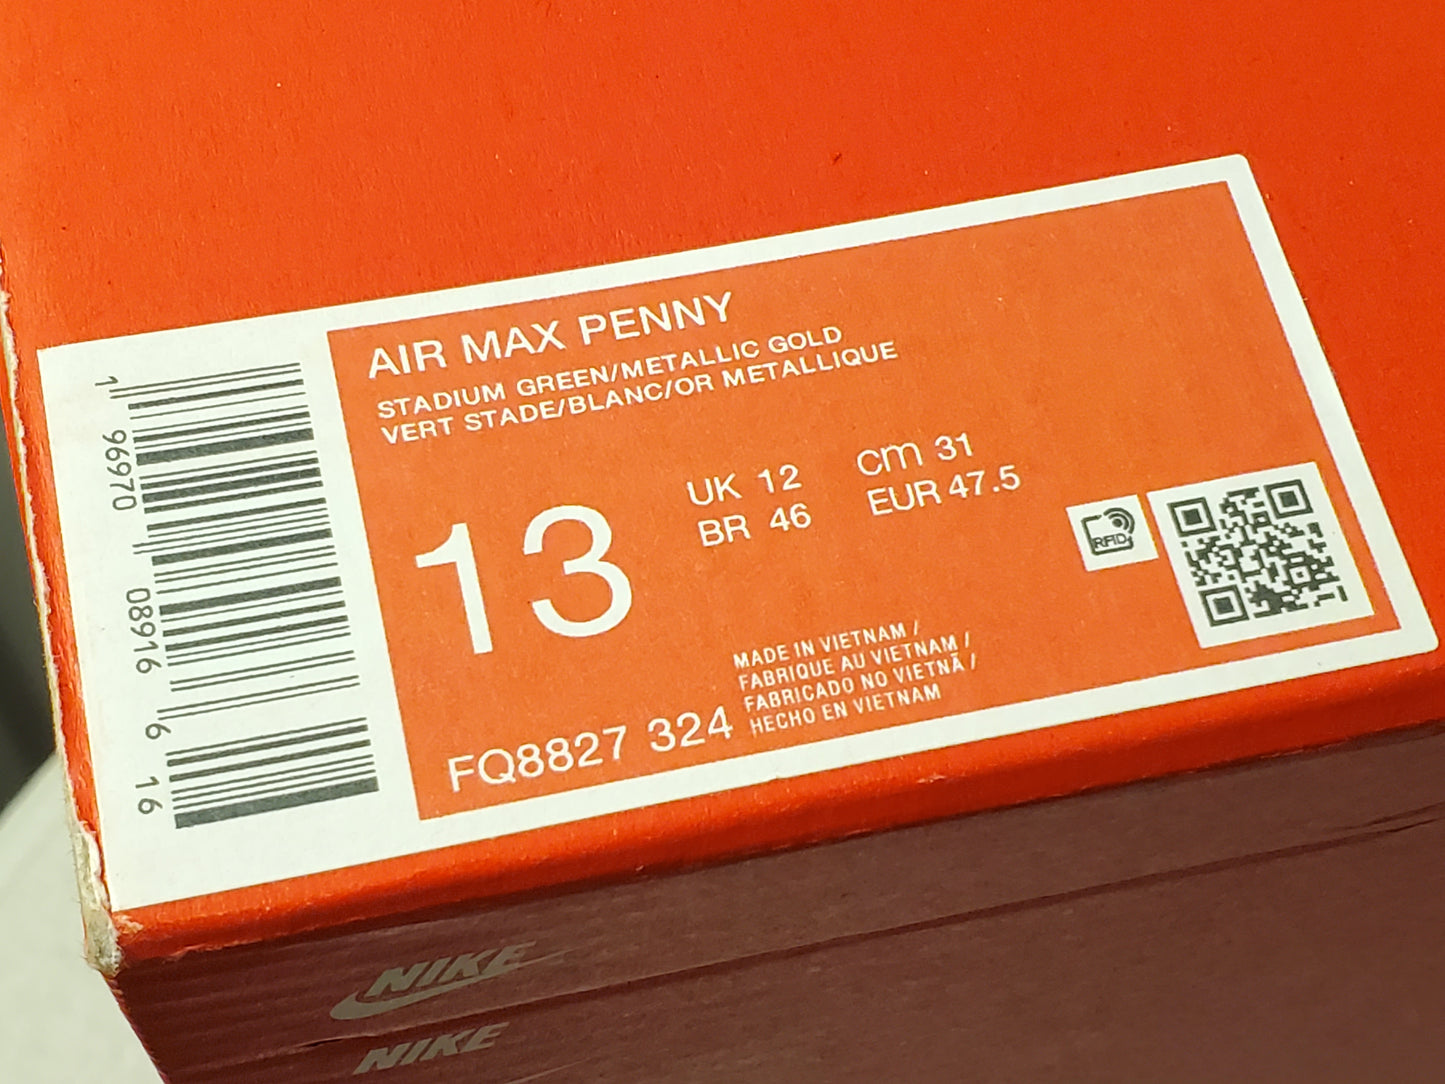 AIR MAX PENNY
STADIUM GREEN/METALLIC GOLD
VERT STADE/BLANC/OR METALLIQUE
13
UK 12
BR 46
cm 31
EUR 47.5
RFID
MADE IN VIETNAM /
FABRIQUE AU VIETNAM /
FABRICADO NO VIETNÃ /
HECHO EN VIETNAM
FQ8827 324
1 96970 08916 6 16
NIKE
NIKE